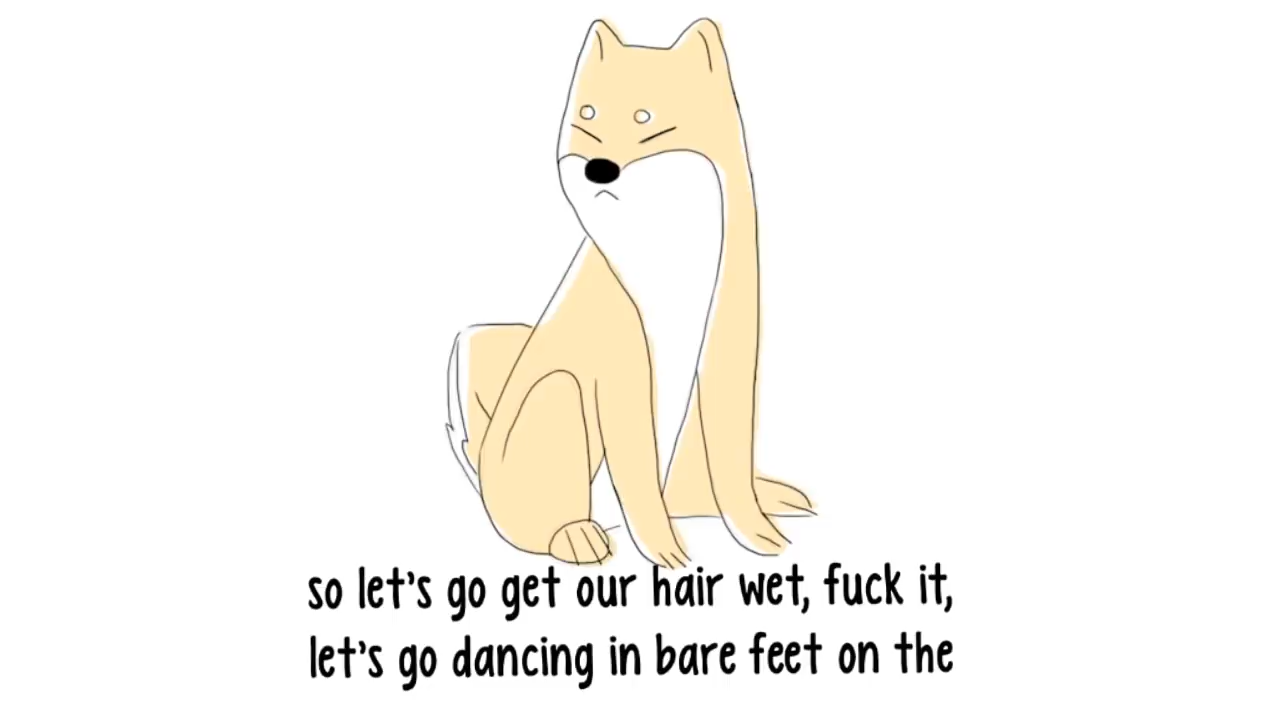 so let's go get our hair wet, fuck it,
let's go dancing in bare feet on the